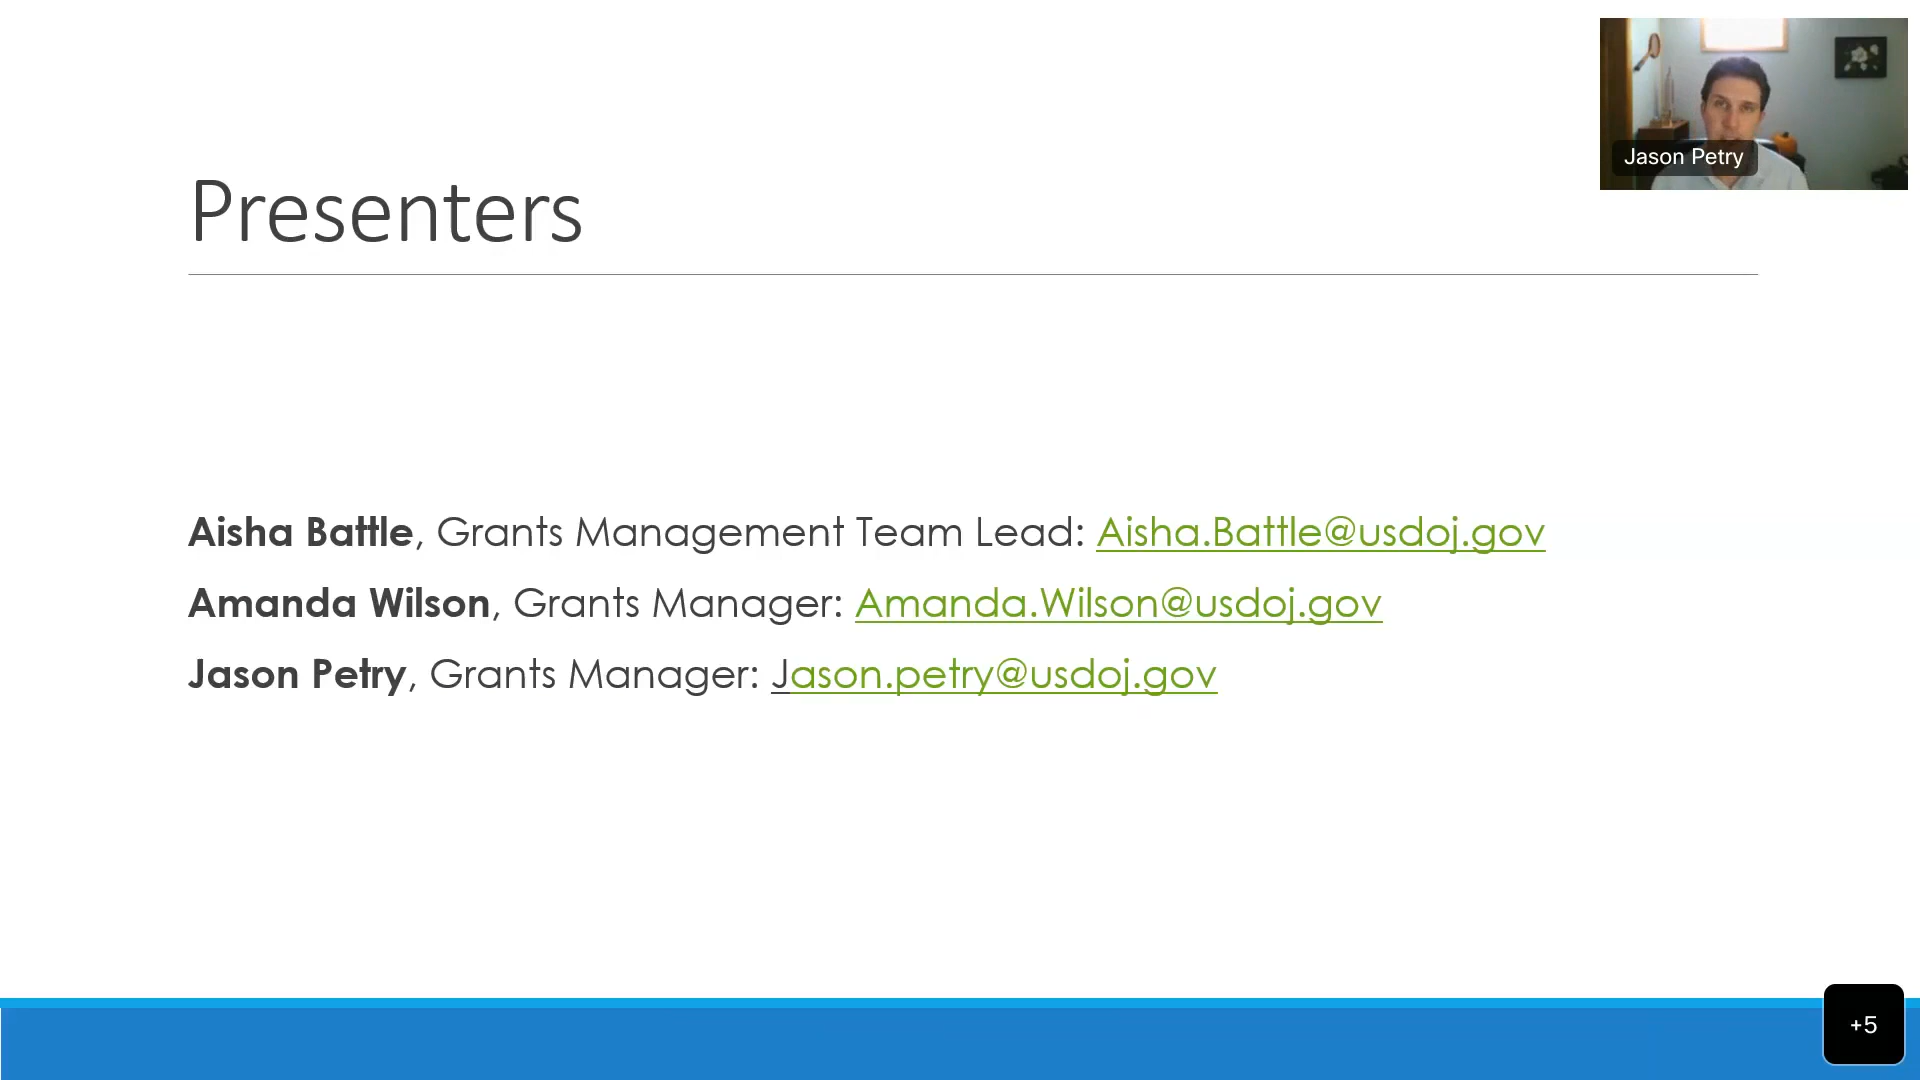 Jason Petry
Presenters
Aisha Battle, Grants Management Team Lead: Aisha.Battle@usdoj.gov
Amanda Wilson, Grants Manager: Amanda.Wilson@usdoj.gov
Jason Petry, Grants Manager: Jason.petry@usdoj.gov
+5